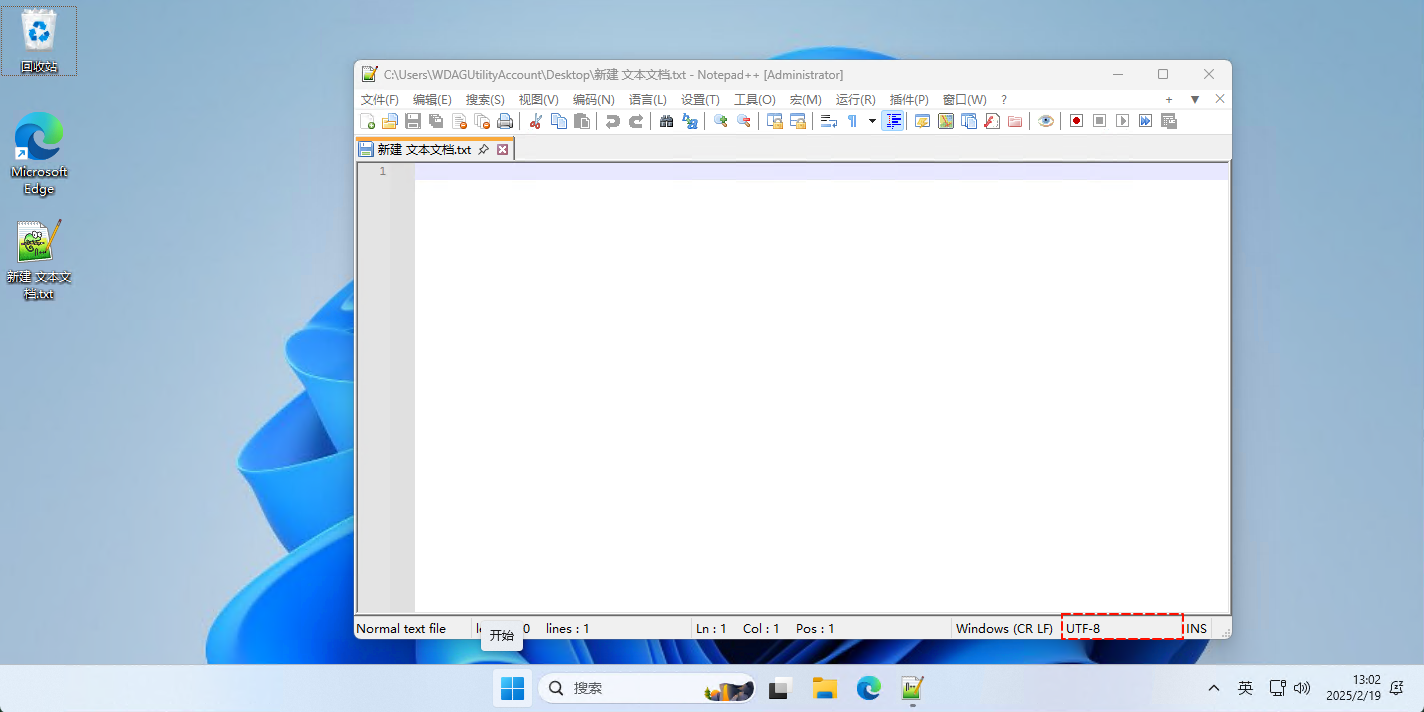 回收站
Microsoft
Edge
新建 文本文
档.txt
C:\Users\WDAGUtilityAccount\Desktop\新建 文本文档.txt - Notepad++ [Administrator]
文件(F) 编辑(E) 搜索(S) 视图(V) 编码(N) 语言(L) 设置(T) 工具(O) 宏(M) 运行(R) 插件(P) 窗口(W) ?
新建 文本文档.txt
1
Normal text file 0 lines : 1 Ln : 1 Col : 1 Pos : 1 Windows (CR LF) UTF-8 INS
开始
搜索
英
13:02
2025/2/19